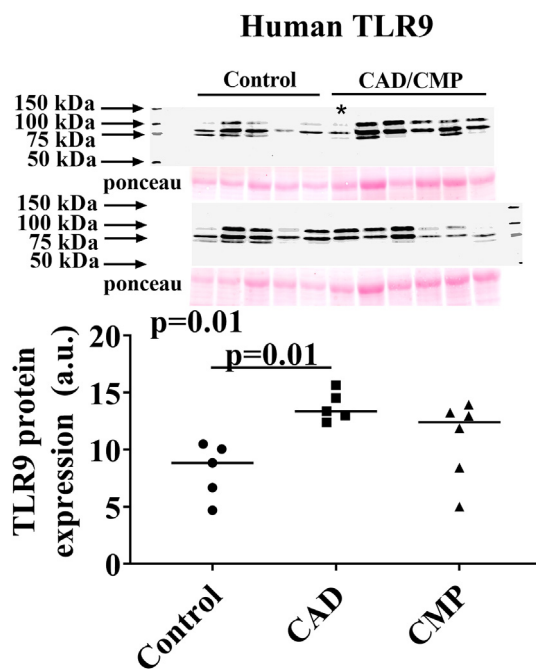 Human TLR9
Control CAD/CMP
150 kDa
100 kDa
75 kDa
50 kDa
*
ponceau
150 kDa
100 kDa
75 kDa
50 kDa
ponceau
p=0.01
p=0.01
TLR9 protein
expression (a.u.)
20
15
10
5
0
Control
CAD
CMP